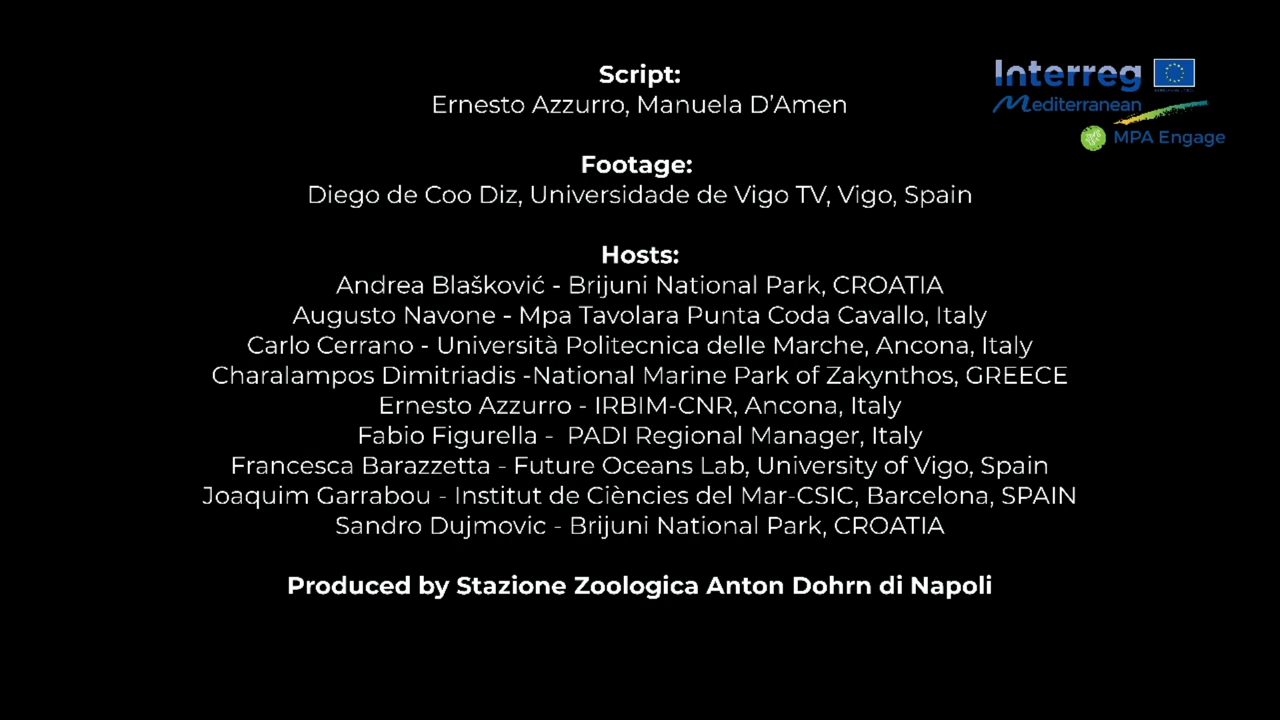 Script:
Ernesto Azzurro, Manuela D'Amen
Interreg
Mediterranean
MPA Engage
Footage:
Diego de Coo Diz, Universidade de Vigo TV, Vigo, Spain
Hosts:
Andrea Blašković - Brijuni National Park, CROATIA
Augusto Navone - Mpa Tavolara Punta Coda Cavallo, Italy
Carlo Cerrano - Università Politecnica delle Marche, Ancona, Italy
Charalampos Dimitriadis -National Marine Park of Zakynthos, GREECE
Ernesto Azzurro - IRBIM-CNR, Ancona, Italy
Fabio Figurella -  PADI Regional Manager, Italy
Francesca Barazzetta - Future Oceans Lab, University of Vigo, Spain
Joaquim Garrabou - Institut de Ciències del Mar-CSIC, Barcelona, SPAIN
Sandro Dujmovic - Brijuni National Park, CROATIA
Produced by Stazione Zoologica Anton Dohrn di Napoli